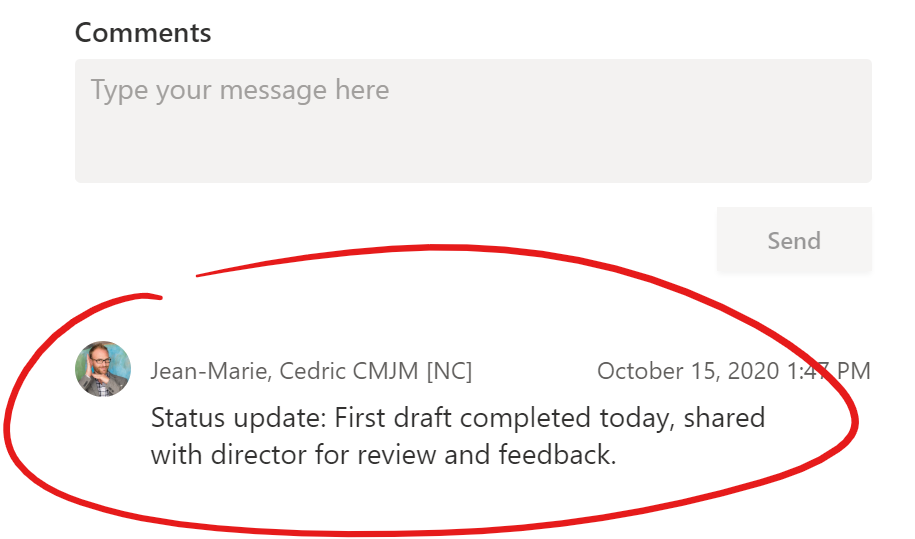 Comments
Type your message here
Send
Jean-Marie, Cedric CMJM [NC] October 15, 2020 1:47 PM
Status update: First draft completed today, shared
with director for review and feedback.